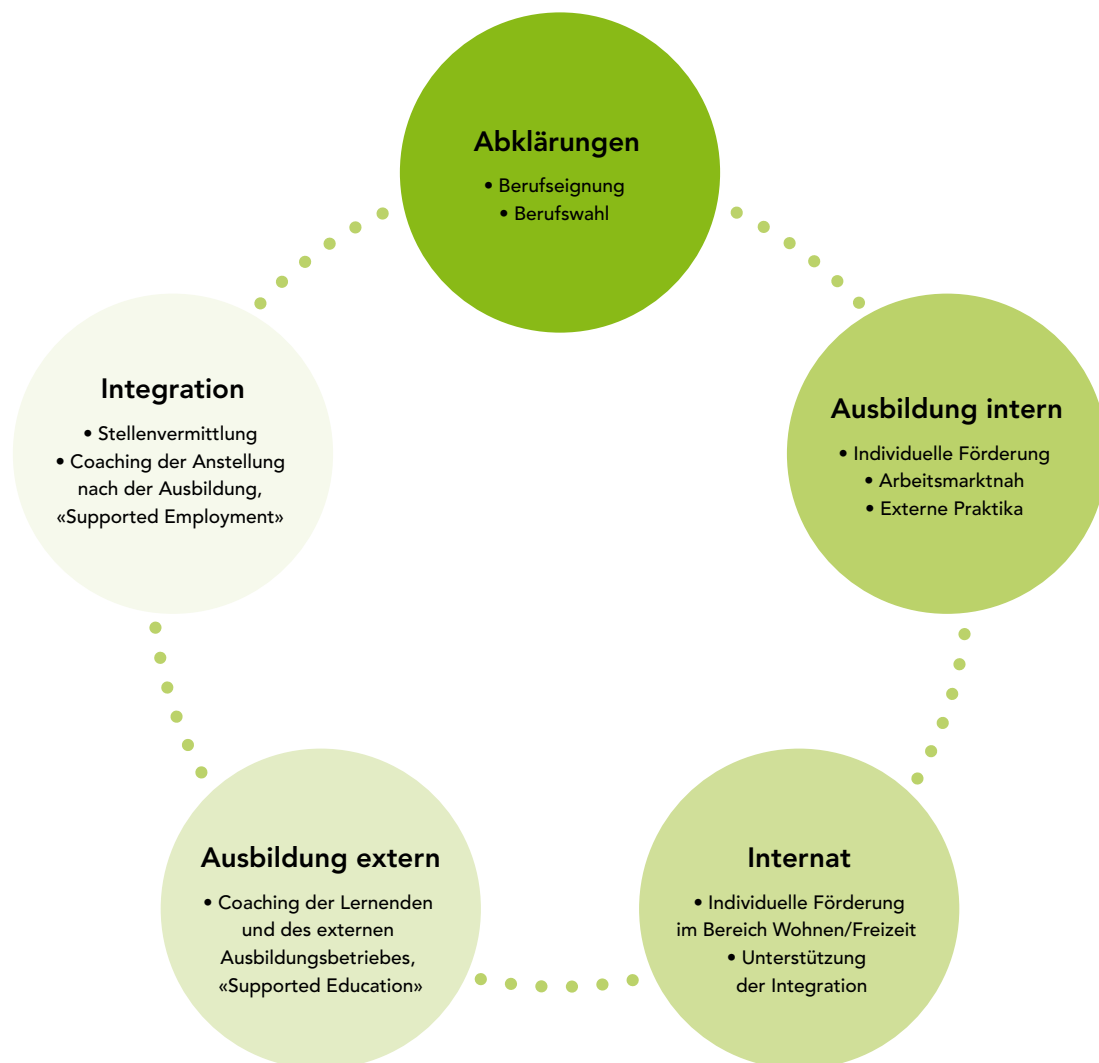 Abklärungen
• Berufseignung
• Berufswahl
Ausbildung intern
• Individuelle Förderung
• Arbeitsmarktnah
• Externe Praktika
Internat
• Individuelle Förderung
im Bereich Wohnen/Freizeit
• Unterstützung
der Integration
Ausbildung extern
• Coaching der Lernenden
und des externen
Ausbildungsbetriebes,
«Supported Education»
Integration
• Stellenvermittlung
• Coaching der Anstellung
nach der Ausbildung,
«Supported Employment»